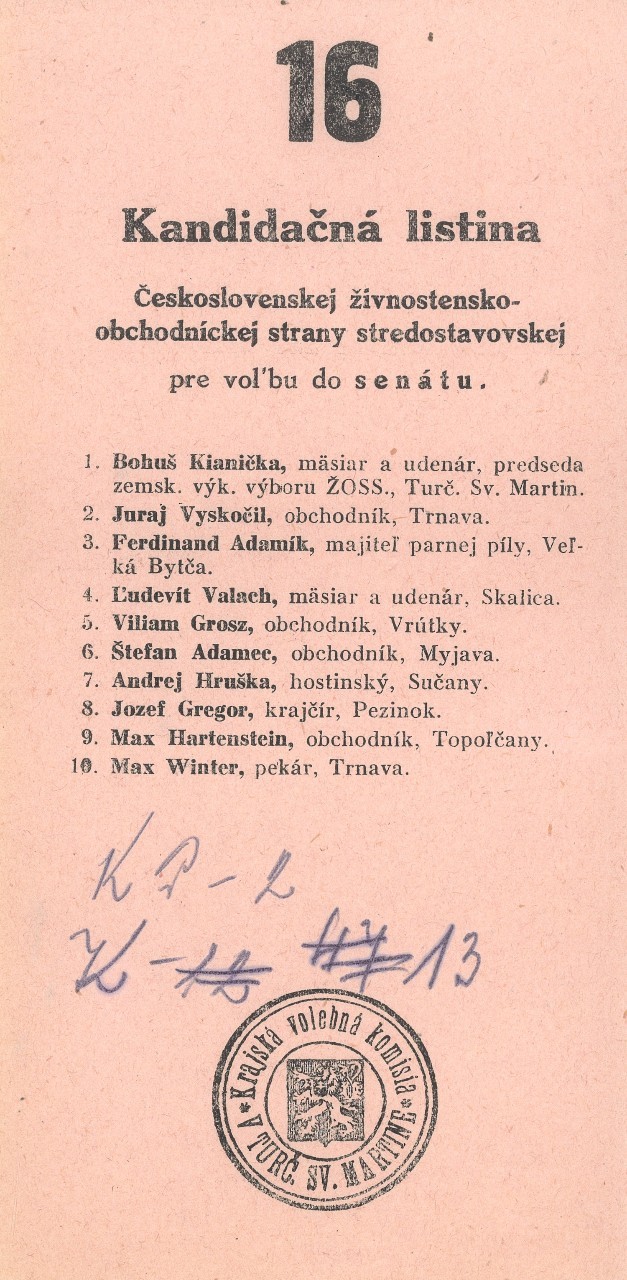 16
Kandidačná listina
Československej živnostensko-
obchodníckej strany stredostavovskej
pre voľbu do senátu.
1. Bohuš Kianička, mäsiar a udenár, predseda
zemsk. výk. výboru ŽOSS., Turč. Sv. Martin.
2. Juraj Vyskočil, obchodník, Trnava.
3. Ferdinand Adamík, majiteľ parnej píly, Veľ-
ká Bytča.
4. Ľudevít Valach, mäsiar a udenár, Skalica.
5. Viliam Grosz, obchodník, Vrútky.
6. Štefan Adamec, obchodník, Myjava.
7. Andrej Hruška, hostinský, Sučany.
8. Jozef Gregor, krajčír, Pezinok.
9. Max Hartenstein, obchodník, Topoľčany.
10. Max Winter, pekár, Trnava.
K P - 2
K - 12 13
Krajská volebná komisia
V TURČ. SV. MARTINE